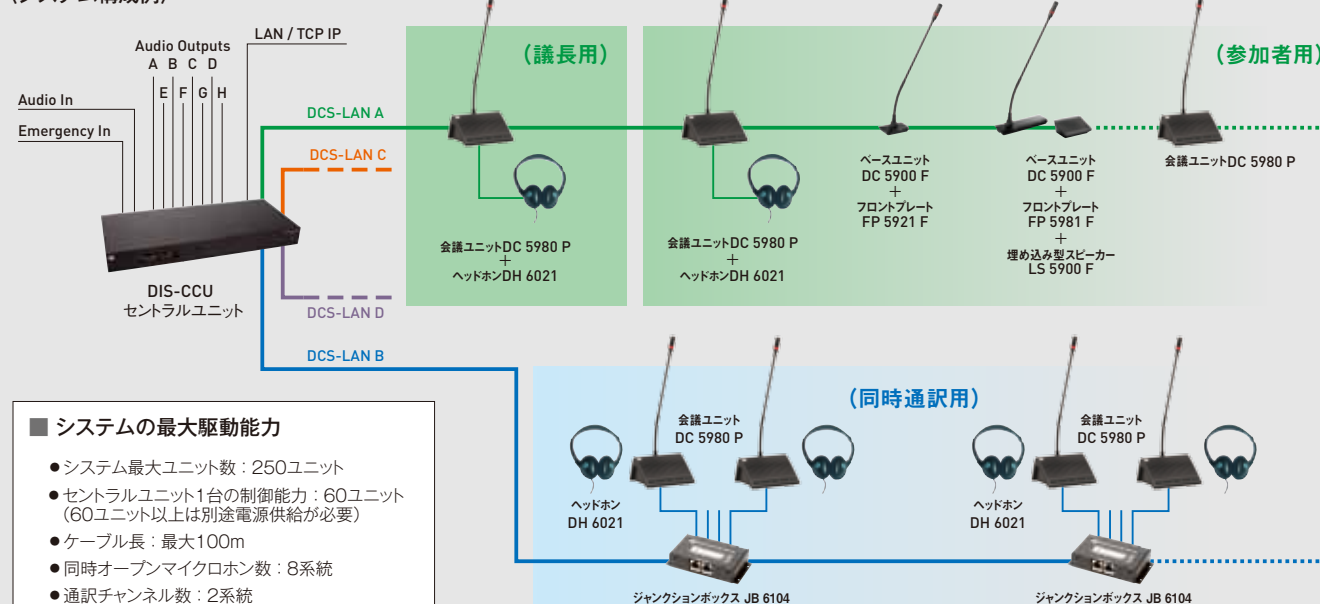 (システム構成例)
LAN / TCP IP
Audio Outputs
A B C D
E F G H
Audio In
Emergency In
DIS-CCU
セントラルユニット
DCS-LAN A
DCS-LAN C
DCS-LAN D
DCS-LAN B
（議長用）
会議ユニットDC 5980 P
+
ヘッドホンDH 6021
（参加者用）
会議ユニットDC 5980 P
+
ヘッドホンDH 6021
ベースユニット
DC 5900 F
+
フロントプレート
FP 5921 F
ベースユニット
DC 5900 F
+
フロントプレート
FP 5981 F
+
埋め込み型スピーカー
LS 5900 F
会議ユニットDC 5980 P
（同時通訳用）
会議ユニット
DC 5980 P
ヘッドホン
DH 6021
ジャンクションボックス JB 6104
会議ユニット
DC 5980 P
ヘッドホン
DH 6021
ジャンクションボックス JB 6104
■ システムの最大駆動能力
●システム最大ユニット数：250ユニット
●セントラルユニット1台の制御能力：60ユニット
（60ユニット以上は別途電源供給が必要）
●ケーブル長：最大100m
●同時オープンマイクロホン数：8系統
●通訳チャンネル数：2系統